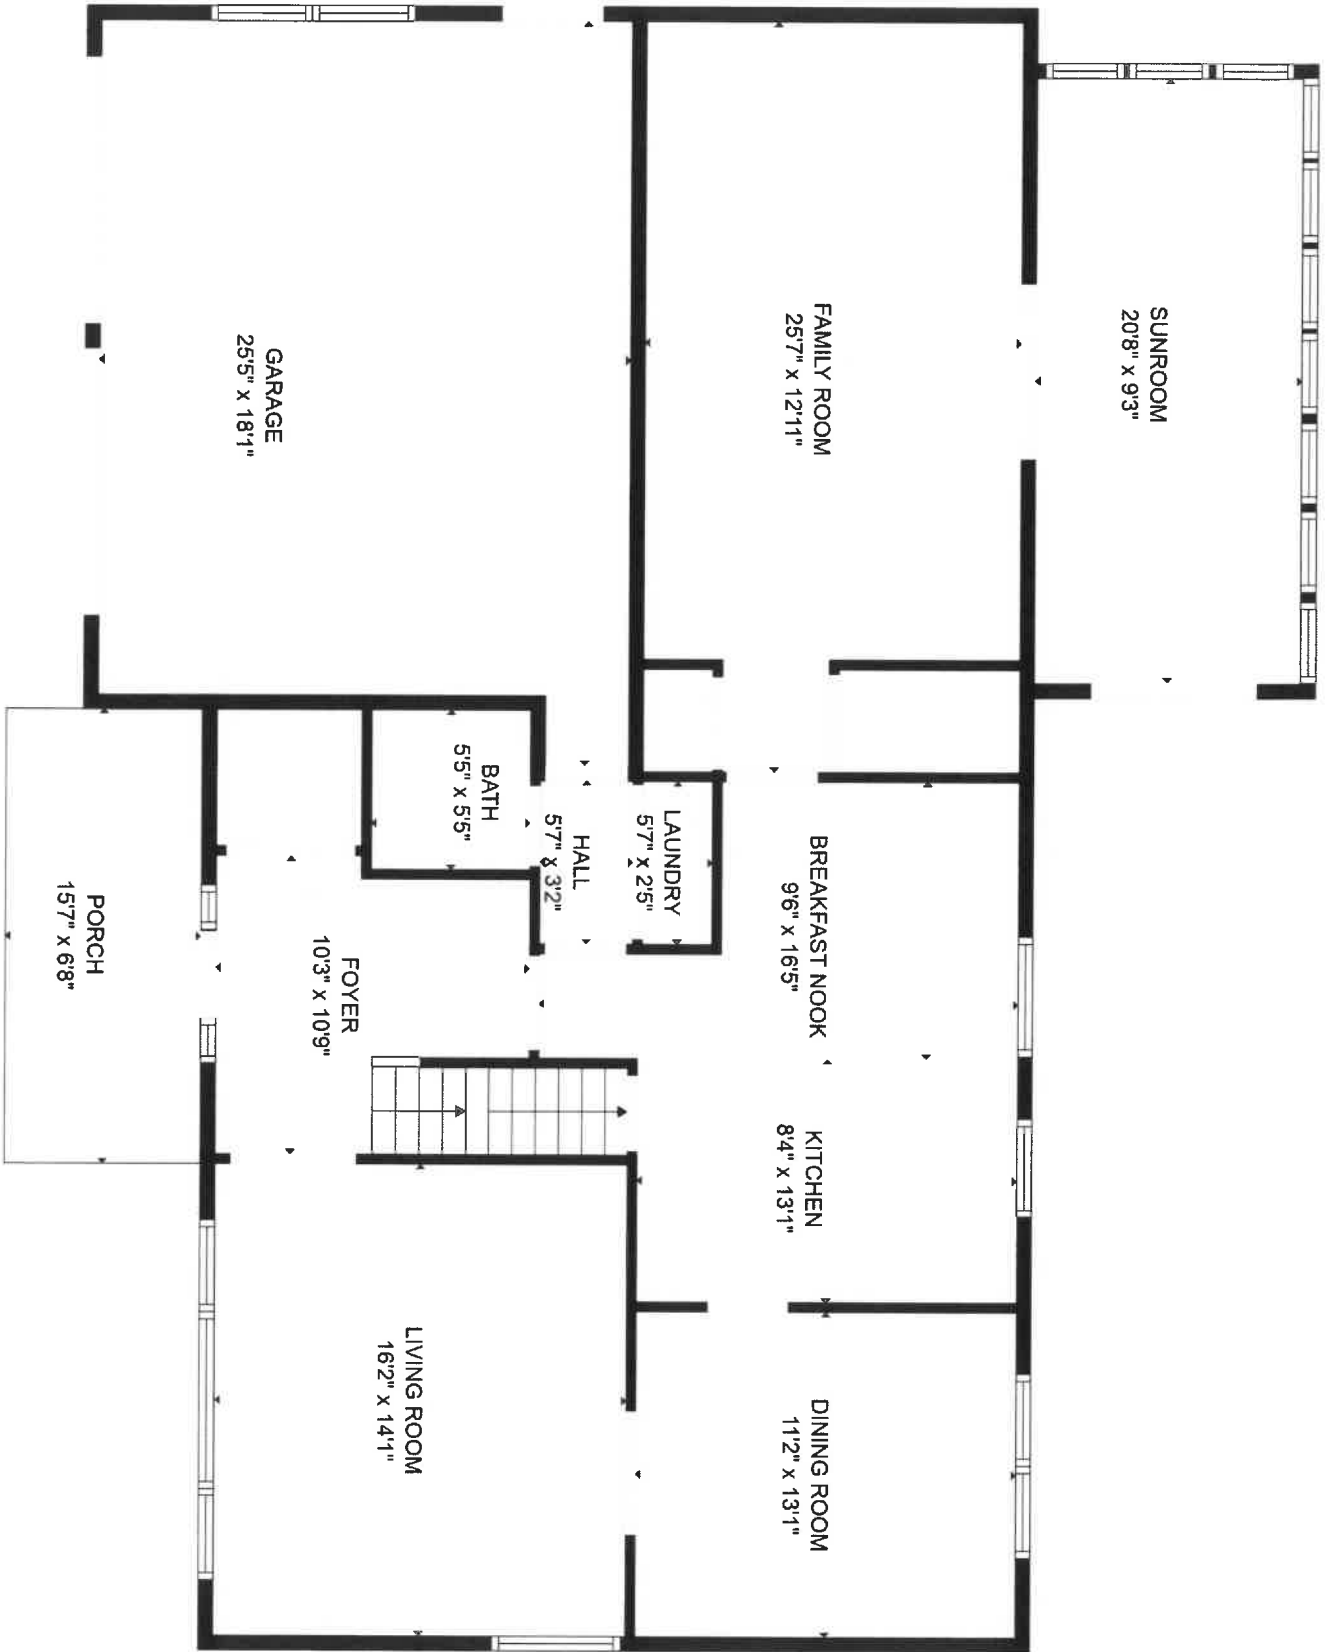 SUNROOM
20'8" x 9'3"
FAMILY ROOM
25'7" x 12'11"
BREAKFAST NOOK
9'6" x 16'5"
KITCHEN
8'4" x 13'1"
DINING ROOM
11'2" x 13'1"
LAUNDRY
5'7" x 2'5"
HALL
5'7" x 3'2"
BATH
5'5" x 5'5"
GARAGE
25'5" x 18'1"
FOYER
10'3" x 10'9"
LIVING ROOM
16'2" x 14'1"
PORCH
15'7" x 6'8"